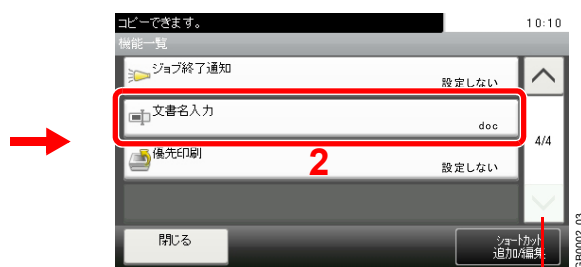 コピーできます。
10:10
機能一覧
ジョブ終了通知
設定しない
文書名入力
doc
4/4
優先印刷
2
設定しない
閉じる
ショートカット
追加/編集